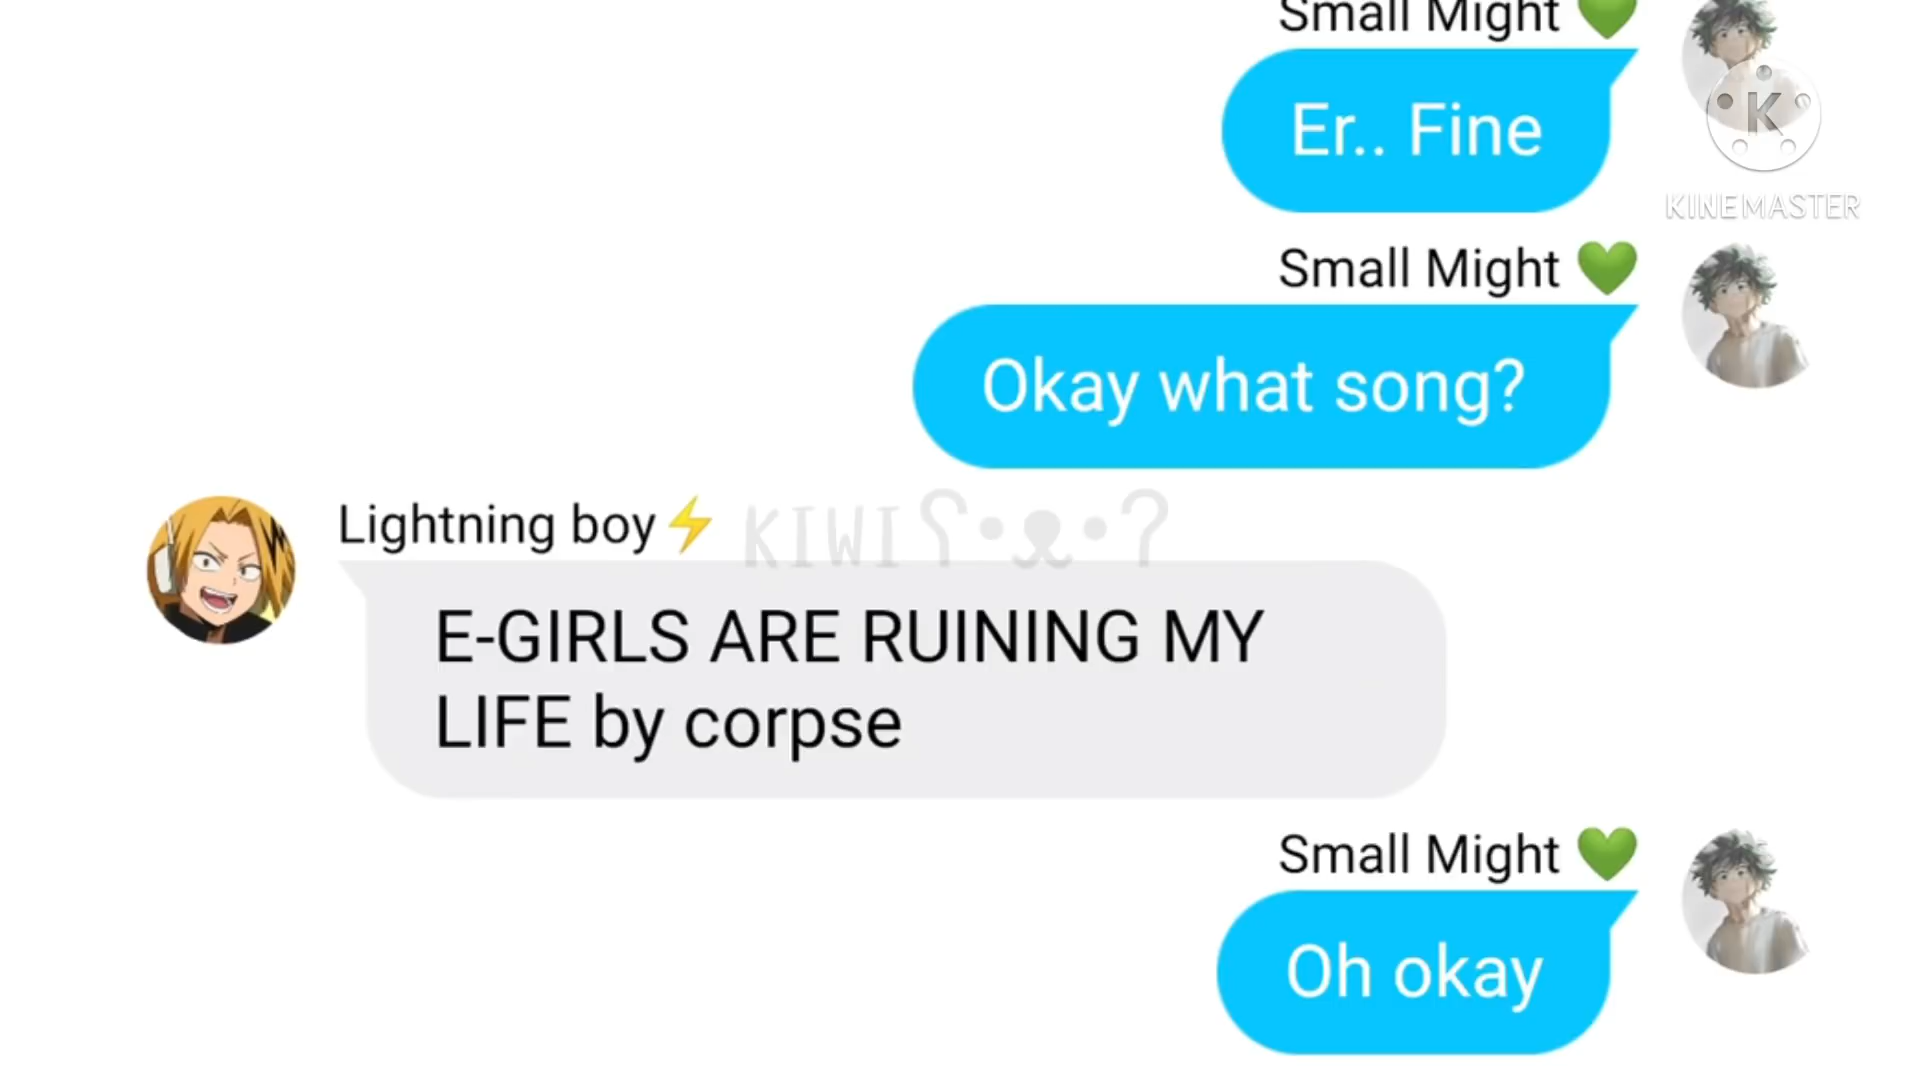 Small Might 💚
Er.. Fine
K
KINEMASTER
Small Might 💚
Okay what song?
Lightning boy⚡
KIWIʕ•ᴥ•ʔ
E-GIRLS ARE RUINING MY
LIFE by corpse
Small Might 💚
Oh okay